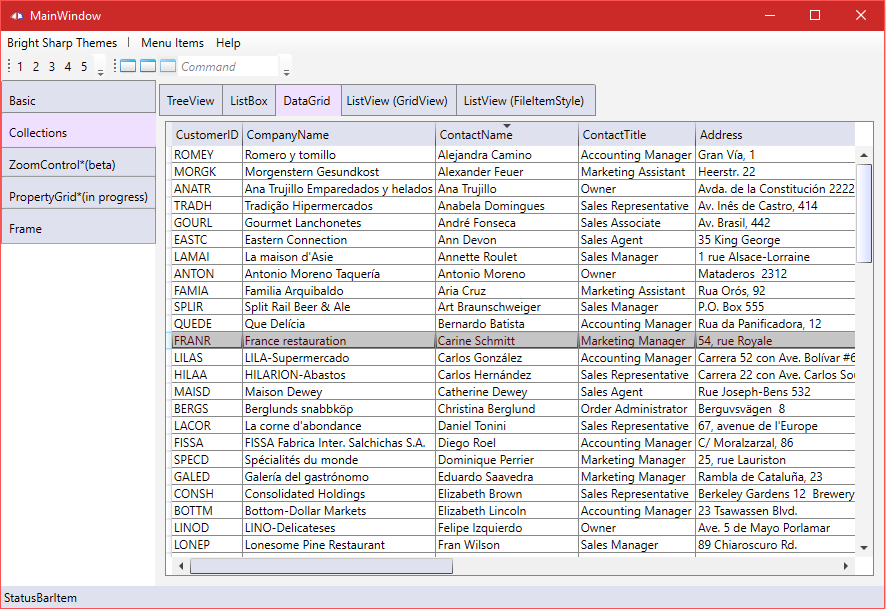 MainWindow
Bright Sharp Themes | Menu Items Help
1 2 3 4 5 Command
Basic
Collections
ZoomControl*(beta)
PropertyGrid*(in progress)
Frame
TreeView ListBox DataGrid ListView (GridView) ListView (FileItemStyle)
CustomerID CompanyName ContactName ContactTitle Address
ROMEY Romero y tomillo Alejandra Camino Accounting Manager Gran Vía, 1
MORGK Morgenstern Gesundkost Alexander Feuer Marketing Assistant Heerstr. 22
ANATR Ana Trujillo Emparedados y helados Ana Trujillo Owner Avda. de la Constitución 2222
TRADH Tradição Hipermercados Anabela Domingues Sales Representative Av. Inês de Castro, 414
GOURL Gourmet Lanchonetes André Fonseca Sales Associate Av. Brasil, 442
EASTC Eastern Connection Ann Devon Sales Agent 35 King George
LAMAI La maison d'Asie Annette Roulet Sales Manager 1 rue Alsace-Lorraine
ANTON Antonio Moreno Taquería Antonio Moreno Owner Mataderos 2312
FAMIA Familia Arquibaldo Aria Cruz Marketing Assistant Rua Orós, 92
SPLIR Split Rail Beer & Ale Art Braunschweiger Sales Manager P.O. Box 555
QUEDE Que Delícia Bernardo Batista Accounting Manager Rua da Panificadora, 12
FRANR France restauration Carine Schmitt Marketing Manager 54, rue Royale
LILAS LILA-Supermercado Carlos González Accounting Manager Carrera 52 con Ave. Bolívar #6
HILAA HILARION-Abastos Carlos Hernández Sales Representative Carrera 22 con Ave. Carlos So
MAISD Maison Dewey Catherine Dewey Sales Agent Rue Joseph-Bens 532
BERGS Berglunds snabbköp Christina Berglund Order Administrator Berguvsvägen 8
LACOR La corne d'abondance Daniel Tonini Sales Representative 67, avenue de l'Europe
FISSA FISSA Fabrica Inter. Salchichas S.A. Diego Roel Accounting Manager C/ Moralzarzal, 86
SPECD Spécialités du monde Dominique Perrier Marketing Manager 25, rue Lauriston
GALED Galería del gastrónomo Eduardo Saavedra Marketing Manager Rambla de Cataluña, 23
CONSH Consolidated Holdings Elizabeth Brown Sales Representative Berkeley Gardens 12 Brewery
BOTTM Bottom-Dollar Markets Elizabeth Lincoln Accounting Manager 23 Tsawassen Blvd.
LINOD LINO-Delicateses Felipe Izquierdo Owner Ave. 5 de Mayo Porlamar
LONEP Lonesome Pine Restaurant Fran Wilson Sales Manager 89 Chiaroscuro Rd.
StatusBarItem